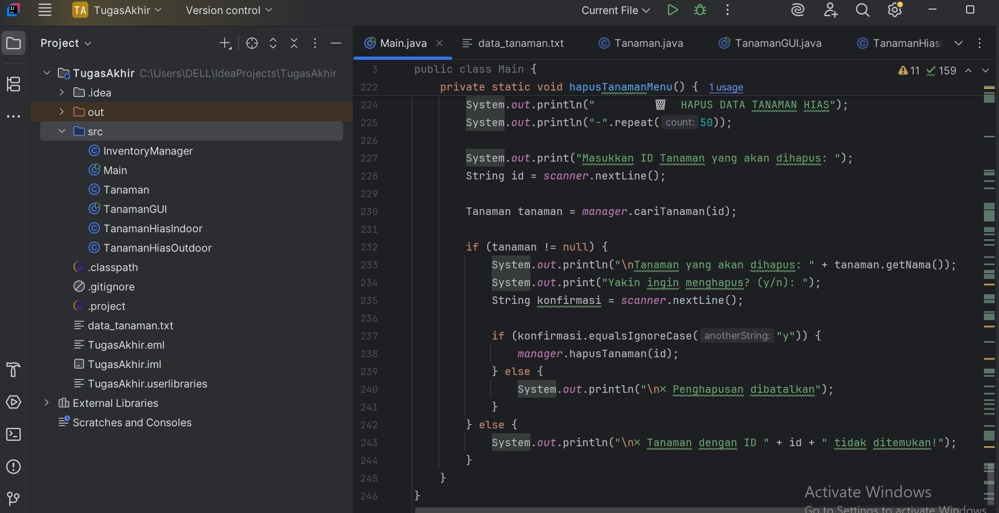 TA TugasAkhir Version control Current File
Project
TugasAkhir C:\Users\DELL\IdeaProjects\TugasAkhir
.idea
out
src
InventoryManager
Main
Tanaman
TanamanGUI
TanamanHiasIndoor
TanamanHiasOutdoor
.classpath
.gitignore
.project
data_tanaman.txt
TugasAkhir.eml
TugasAkhir.iml
TugasAkhir.userlibraries
External Libraries
Scratches and Consoles
Main.java data_tanaman.txt Tanaman.java TanamanGUI.java TanamanHias
11 159
3 public class Main {
222 private static void hapusTanamanMenu() { 1 usage
224 System.out.println(" 🗑 HAPUS DATA TANAMAN HIAS");
225 System.out.println("-".repeat( count: 50));
226
227 System.out.print("Masukkan ID Tanaman yang akan dihapus: ");
228 String id = scanner.nextLine();
229
230 Tanaman tanaman = manager.cariTanaman(id);
231
232 if (tanaman != null) {
233 System.out.println("\nTanaman yang akan dihapus: " + tanaman.getNama());
234 System.out.print("Yakin ingin menghapus? (y/n): ");
235 String konfirmasi = scanner.nextLine();
236
237 if (konfirmasi.equalsIgnoreCase( anotherString: "y")) {
238 manager.hapusTanaman(id);
239 } else {
240 System.out.println("\n× Penghapusan dibatalkan");
241 }
242 } else {
243 System.out.println("\n× Tanaman dengan ID " + id + " tidak ditemukan!");
244 }
245 }
246 }
Activate Windows
Go to Settings to activate Windows.